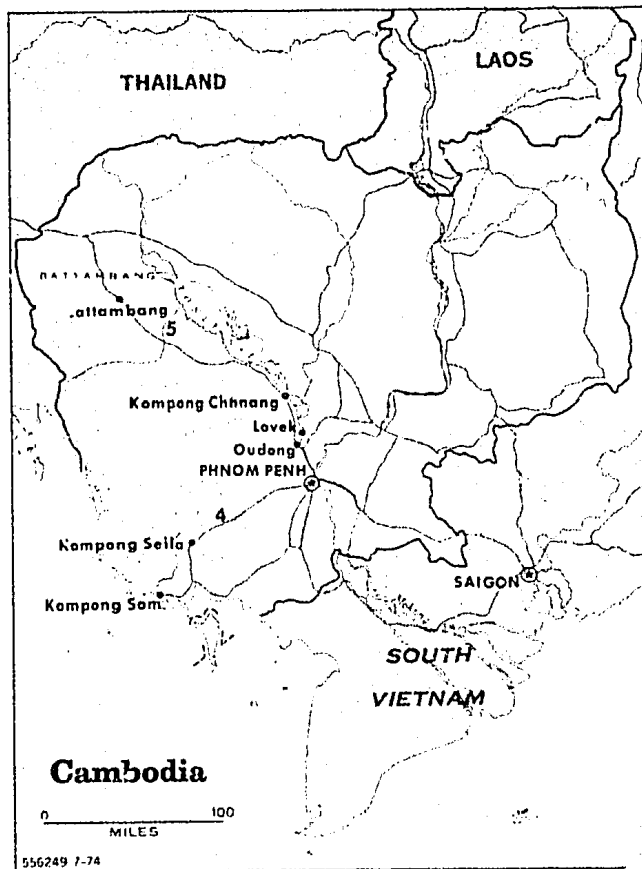 THAILAND
LAOS
BATTAMBANG
attambang
5
Kompong Chhnang
Lovek
Oudong
PHNOM PENH
4
Kompong Seila
Kompong Som
SAIGON
SOUTH
VIETNAM
Cambodia
0 100
MILES
556249 7-74